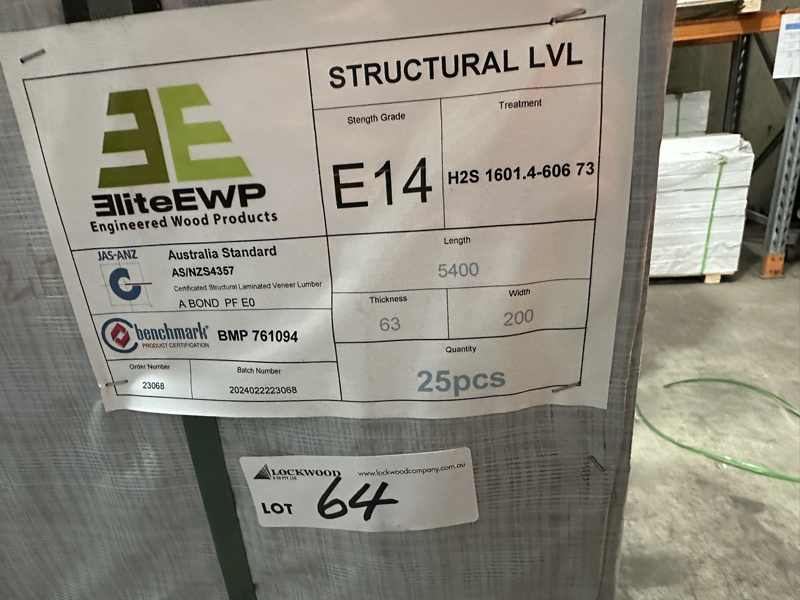 STRUCTURAL LVL
ƎE
ƎliteEWP
Engineered Wood Products
Stength Grade
E14
Treatment
H2S 1601.4-606 73
JAS-ANZ
Australia Standard
AS/NZS4357
Certificated Structural Laminated Veneer Lumber
A BOND PF E0
Length
5400
Thickness
63
Width
200
benchmark
PRODUCT CERTIFICATION
BMP 761094
Order Number
23068
Batch Number
2024022223068
Quantity
25pcs
LOCKWOOD
www.lockwoodcompany.com.au
LOT 64